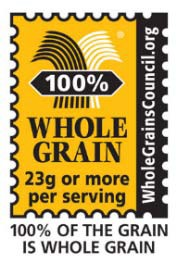 ®
100%
WHOLE
GRAIN
23g or more
per serving
WholeGrainsCouncil.org
100% OF THE GRAIN
IS WHOLE GRAIN